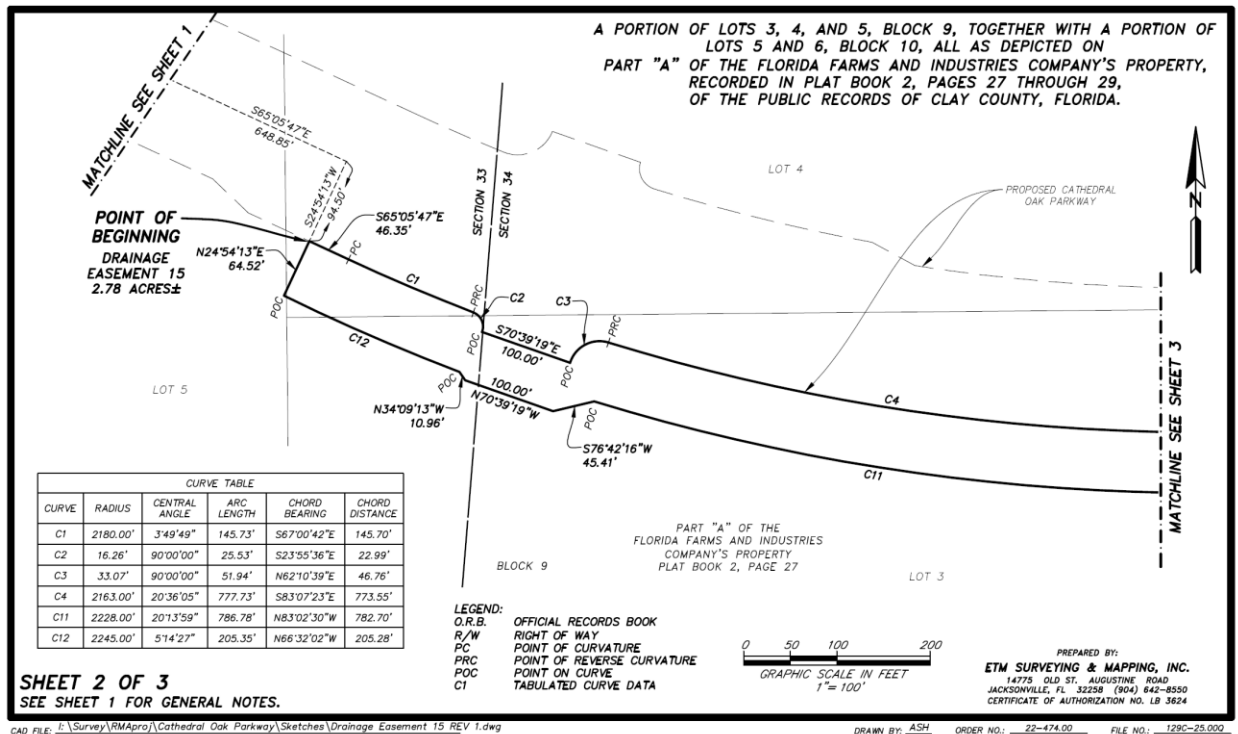 A PORTION OF LOTS 3, 4, AND 5, BLOCK 9, TOGETHER WITH A PORTION OF
LOTS 5 AND 6, BLOCK 10, ALL AS DEPICTED ON
PART "A" OF THE FLORIDA FARMS AND INDUSTRIES COMPANY'S PROPERTY,
RECORDED IN PLAT BOOK 2, PAGES 27 THROUGH 29,
OF THE PUBLIC RECORDS OF CLAY COUNTY, FLORIDA.
MATCHLINE SEE SHEET 1
S65°05'47"E
648.85'
S24°54'13"W
94.50'
SECTION 33
SECTION 34
LOT 4
PROPOSED CATHEDRAL
OAK PARKWAY
N
POINT OF
BEGINNING
DRAINAGE
EASEMENT 15
2.78 ACRES±
N24°54'13"E
64.52'
S65°05'47"E
46.35'
PC
C1
PRC
C2
C3
PRC
POC
POC
S70°39'19"E
100.00'
POC
C12
POC
100.00'
N70°39'19"W
N34°09'13"W
10.96'
POC
S76°42'16"W
45.41'
C4
C11
MATCHLINE SEE SHEET 3
LOT 5
CURVE TABLE
CURVE RADIUS CENTRAL ANGLE ARC LENGTH CHORD BEARING CHORD DISTANCE
C1 2180.00' 3°49'49" 145.73' S67°00'42"E 145.70'
C2 16.26' 90°00'00" 25.53' S23°55'36"E 22.99'
C3 33.07' 90°00'00" 51.94' N62°10'39"E 46.76'
C4 2163.00' 20°36'05" 777.73' S83°07'23"E 773.55'
C11 2228.00' 20°13'59" 786.78' N83°02'30"W 782.70'
C12 2245.00' 5°14'27" 205.35' N66°32'02"W 205.28'
BLOCK 9
PART "A" OF THE
FLORIDA FARMS AND INDUSTRIES
COMPANY'S PROPERTY
PLAT BOOK 2, PAGE 27
LOT 3
LEGEND:
O.R.B. OFFICIAL RECORDS BOOK
R/W RIGHT OF WAY
PC POINT OF CURVATURE
PRC POINT OF REVERSE CURVATURE
POC POINT ON CURVE
C1 TABULATED CURVE DATA
0 50 100 200
GRAPHIC SCALE IN FEET
1"= 100'
PREPARED BY:
ETM SURVEYING & MAPPING, INC.
14775 OLD ST. AUGUSTINE ROAD
JACKSONVILLE, FL 32258 (904) 642-8550
CERTIFICATE OF AUTHORIZATION NO. LB 3624
SHEET 2 OF 3
SEE SHEET 1 FOR GENERAL NOTES.
CAD FILE: I: \Survey\RMAproj\Cathedral Oak Parkway\Sketches\Drainage Easement 15 REV 1.dwg
DRAWN BY: ASH ORDER NO.: 22-474.00 FILE NO.: 129C-25.00O